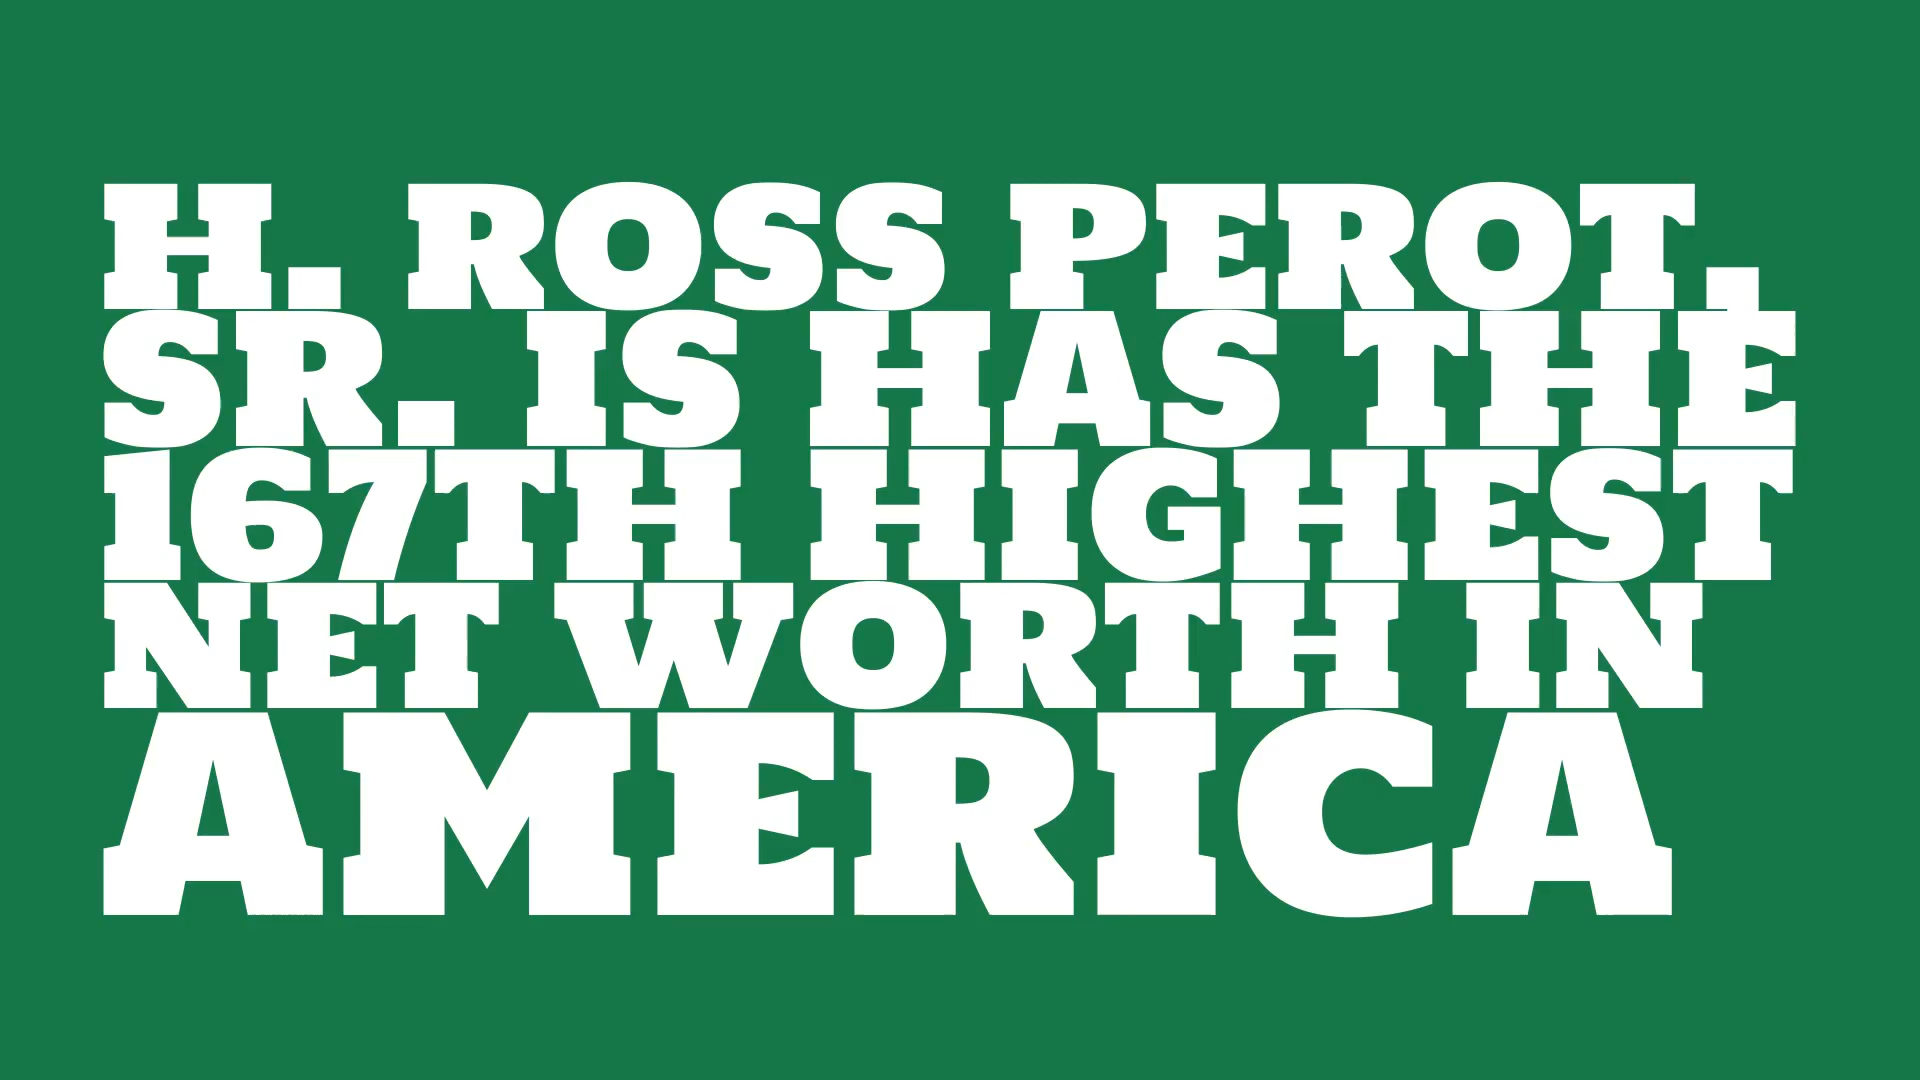 H. ROSS PEROT,
SR. IS HAS THE
167TH HIGHEST
NET WORTH IN
AMERICA